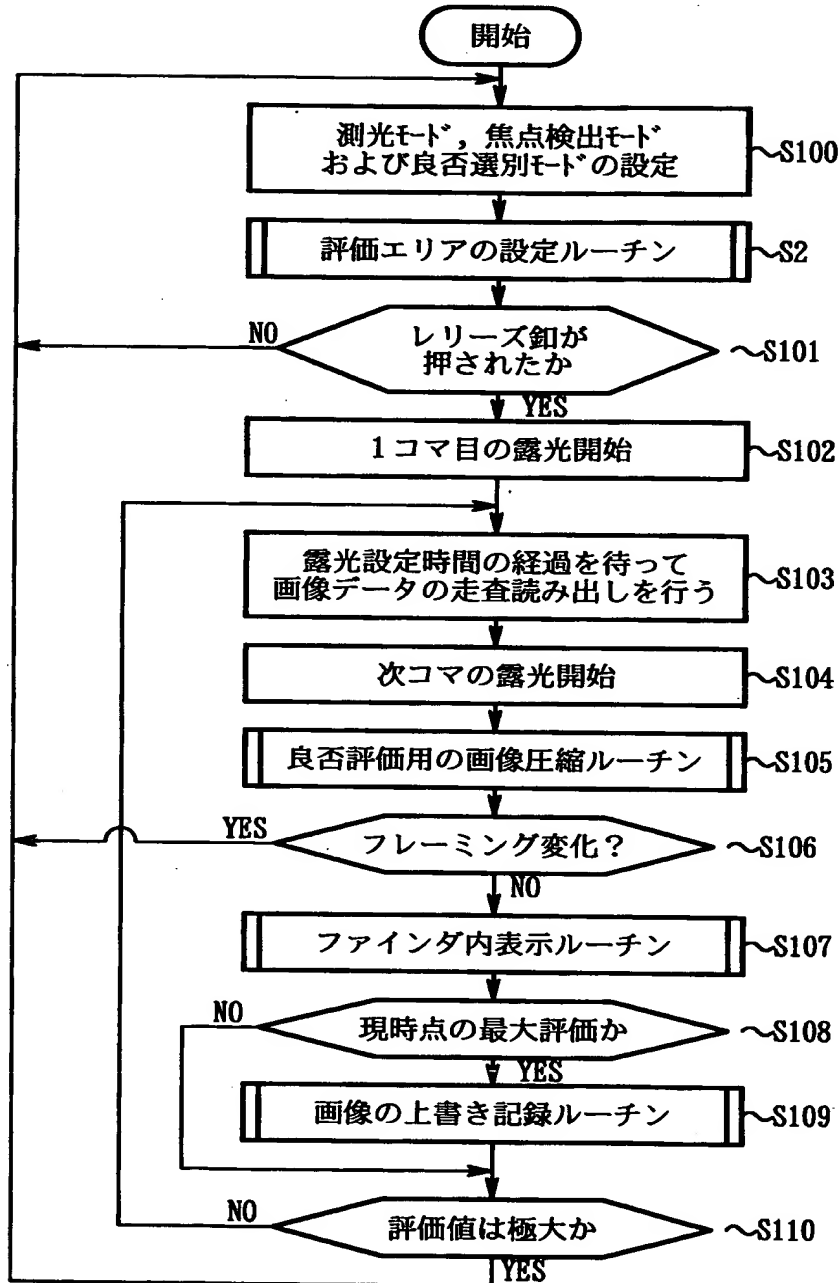 開始
測光モード，焦点検出モード
および良否選別モードの設定
~S100
評価エリアの設定ルーチン
~S2
レリーズ釦が
押されたか
~S101
NO
YES
1コマ目の露光開始
~S102
露光設定時間の経過を待って
画像データの走査読み出しを行う
~S103
次コマの露光開始
~S104
良否評価用の画像圧縮ルーチン
~S105
YES
フレーミング変化？
~S106
NO
ファインダ内表示ルーチン
~S107
NO
現時点の最大評価か
~S108
YES
画像の上書き記録ルーチン
~S109
NO
評価値は極大か
~S110
YES